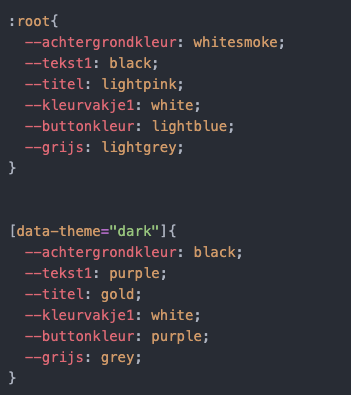 :root{
  --achtergrondkleur: whitesmoke;
  --tekst1: black;
  --titel: lightpink;
  --kleurvakje1: white;
  --buttonkleur: lightblue;
  --grijs: lightgrey;
}
[data-theme="dark"]{
  --achtergrondkleur: black;
  --tekst1: purple;
  --titel: gold;
  --kleurvakje1: white;
  --buttonkleur: purple;
  --grijs: grey;
}